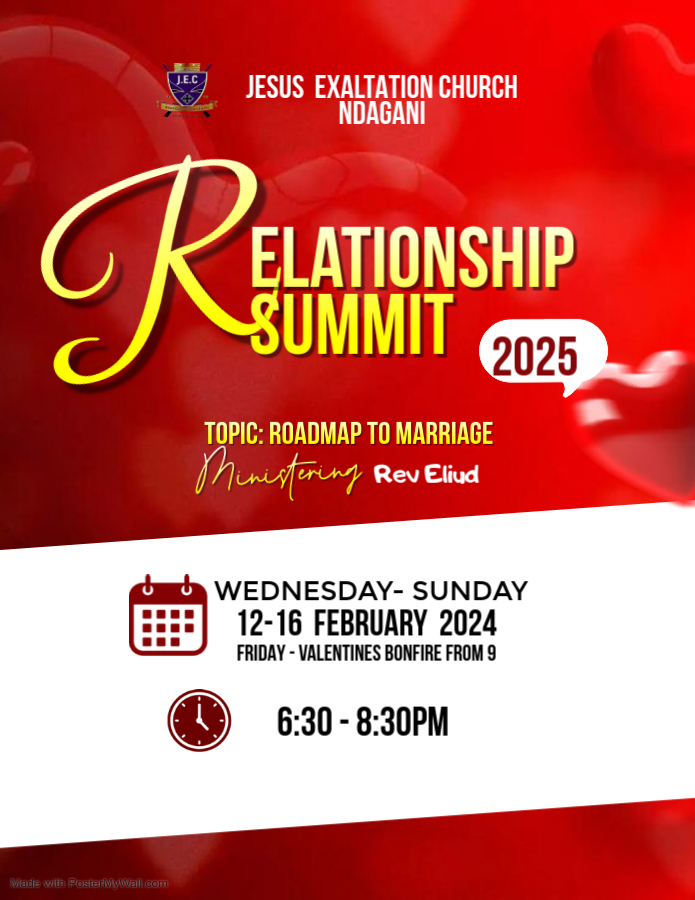 J.E.C
JESUS EXALTATION CHURCH
NDAGANI
RELATIONSHIP
SUMMIT
2025
TOPIC: ROADMAP TO MARRIAGE
Ministering Rev Eliud
WEDNESDAY- SUNDAY
12-16 FEBRUARY 2024
FRIDAY - VALENTINES BONFIRE FROM 9
6:30 - 8:30PM
Made with PosterMyWall.com